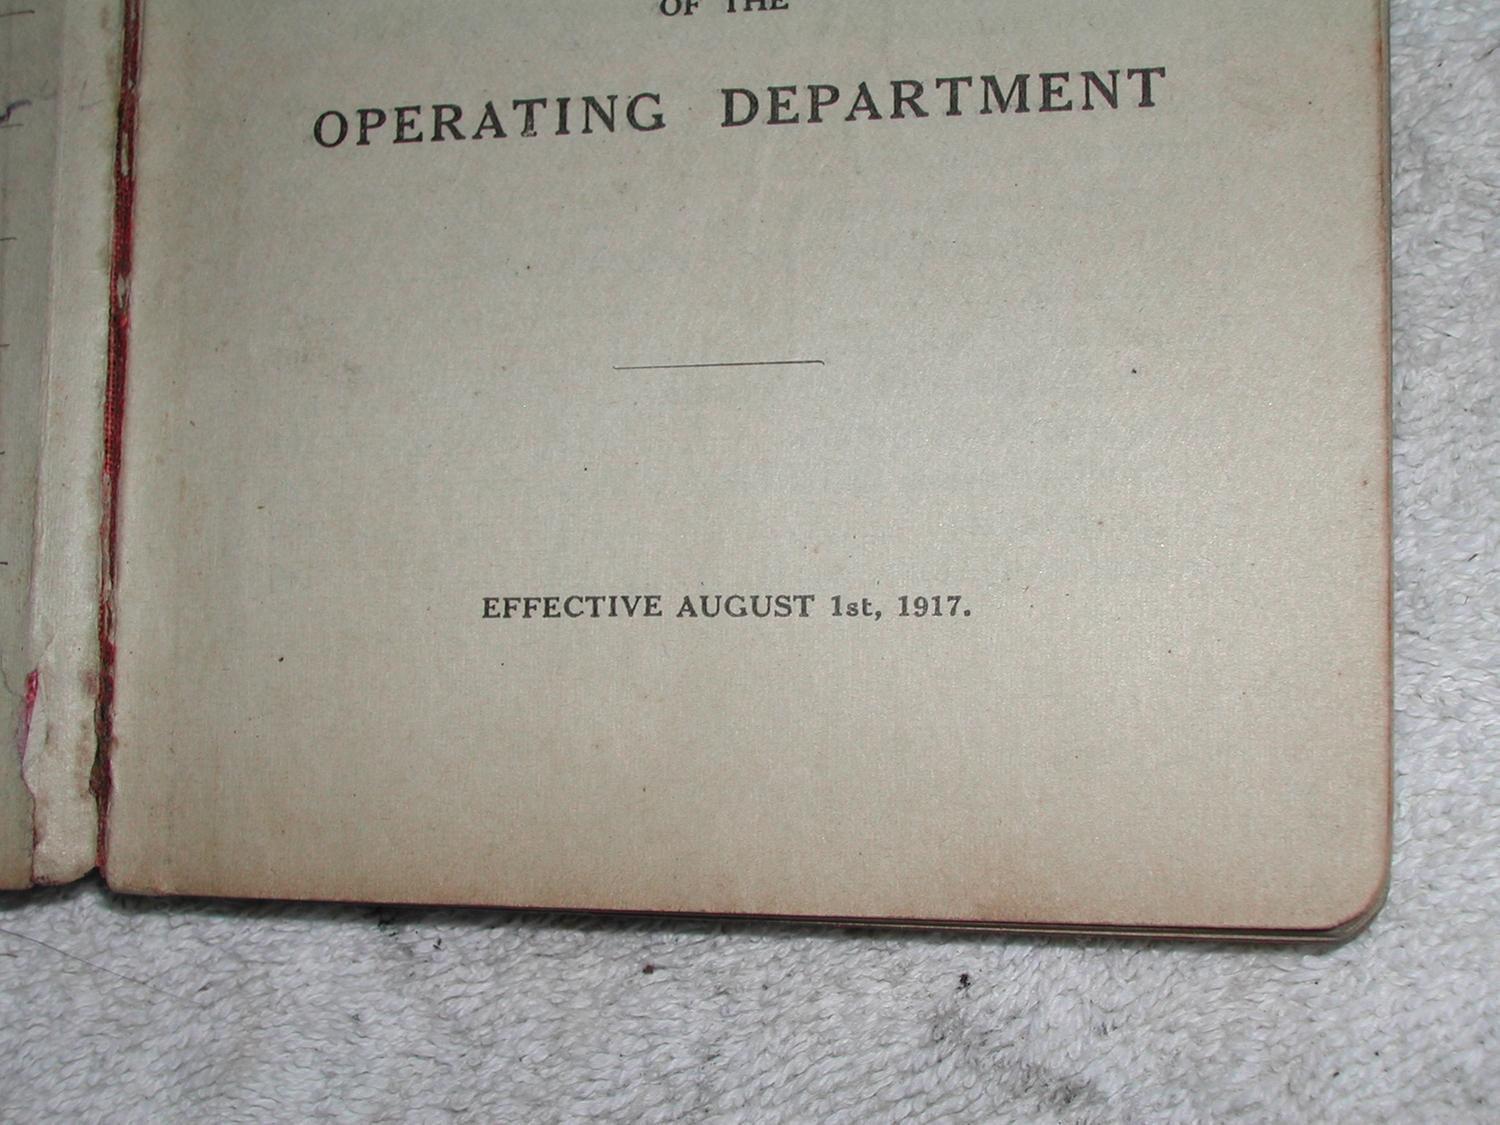 OF THE
OPERATING DEPARTMENT
EFFECTIVE AUGUST 1st, 1917.